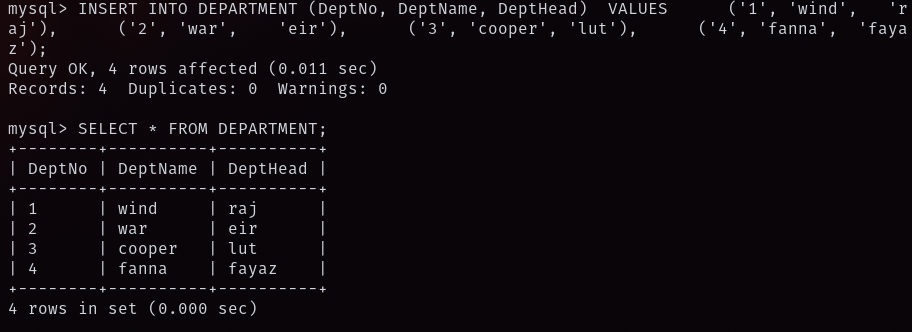 mysql> INSERT INTO DEPARTMENT (DeptNo, DeptName, DeptHead)  VALUES      ('1', 'wind',   'r
aj'),      ('2', 'war',    'eir'),      ('3', 'cooper', 'lut'),      ('4', 'fanna',  'faya
z');
Query OK, 4 rows affected (0.011 sec)
Records: 4  Duplicates: 0  Warnings: 0

mysql> SELECT * FROM DEPARTMENT;
+--------+----------+----------+
| DeptNo | DeptName | DeptHead |
+--------+----------+----------+
| 1      | wind     | raj      |
| 2      | war      | eir      |
| 3      | cooper   | lut      |
| 4      | fanna    | fayaz    |
+--------+----------+----------+
4 rows in set (0.000 sec)